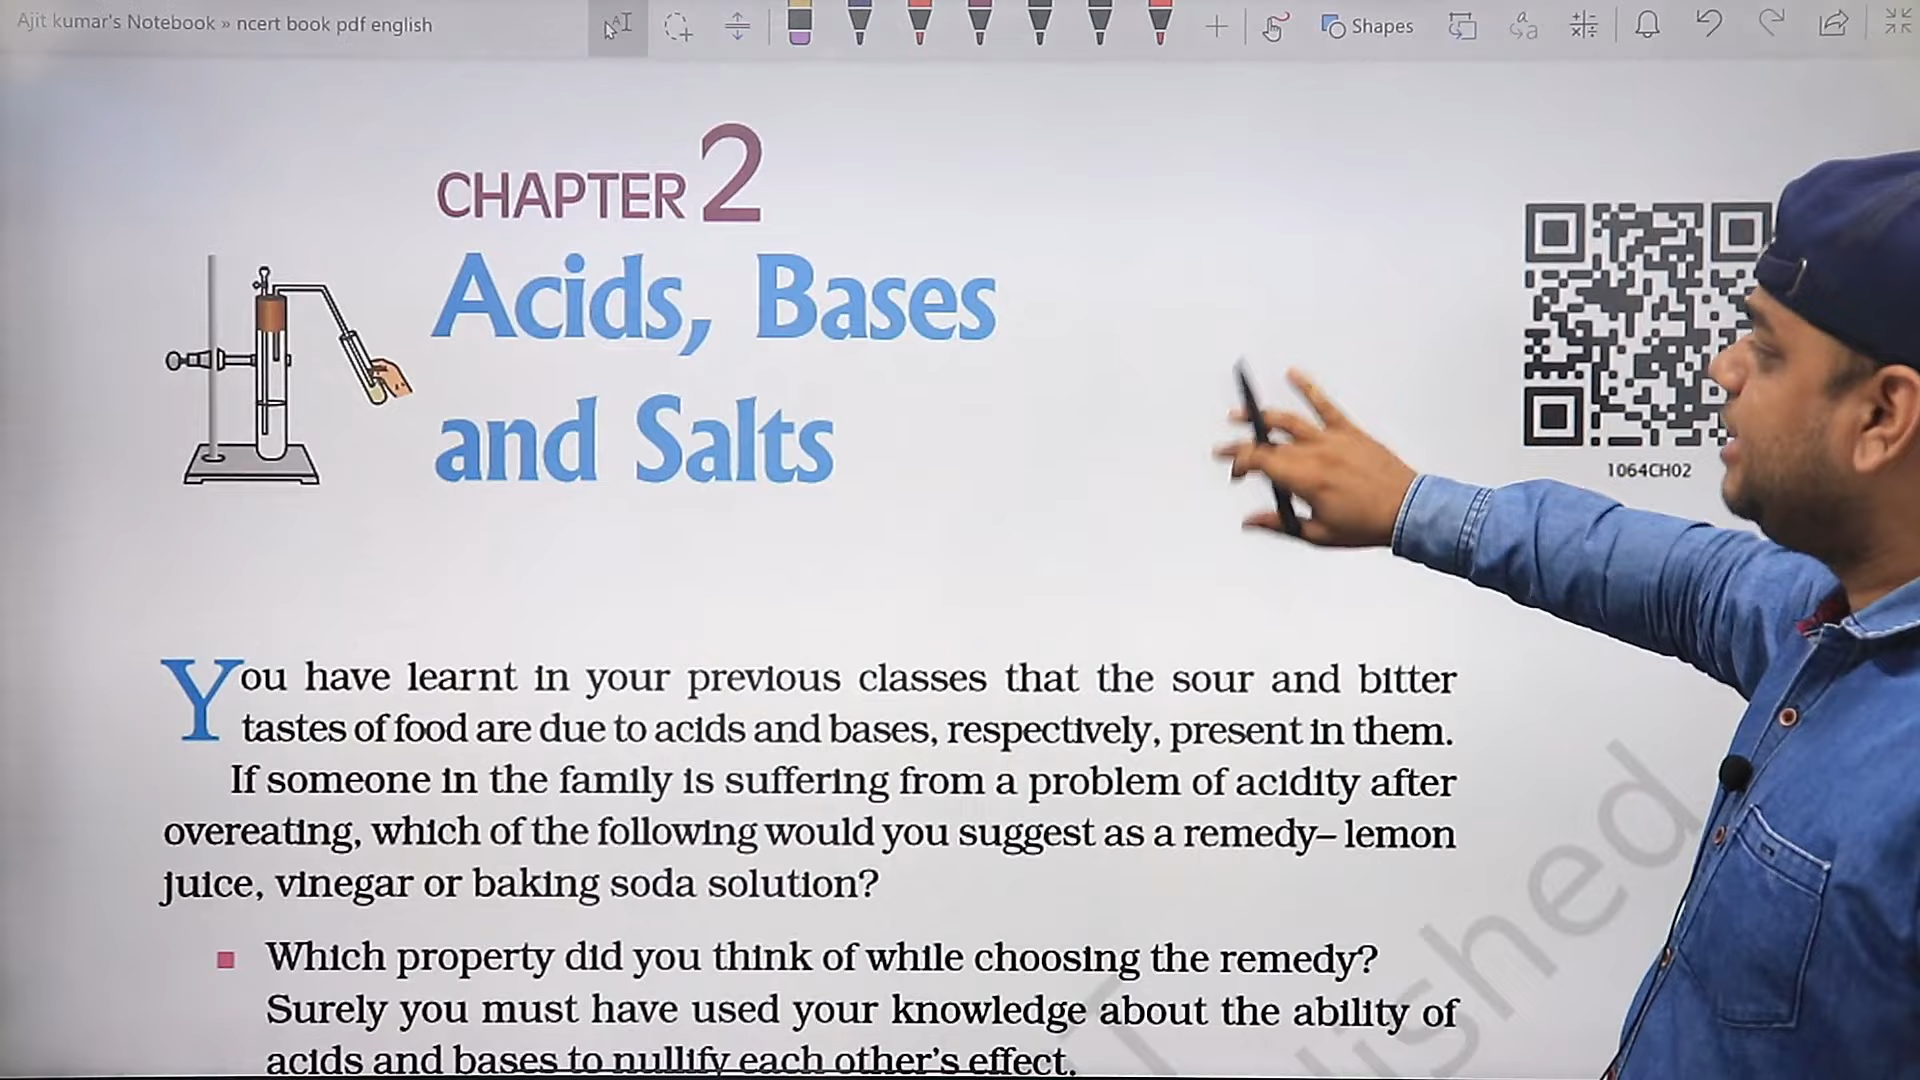 Ajit kumar's Notebook » ncert book pdf english
Shapes
CHAPTER 2
Acids, Bases
and Salts
1064CH02
You have learnt in your previous classes that the sour and bitter
tastes of food are due to acids and bases, respectively, present in them.
If someone in the family is suffering from a problem of acidity after
overeating, which of the following would you suggest as a remedy– lemon
juice, vinegar or baking soda solution?
■ Which property did you think of while choosing the remedy?
Surely you must have used your knowledge about the ability of
acids and bases to nullify each other's effect.